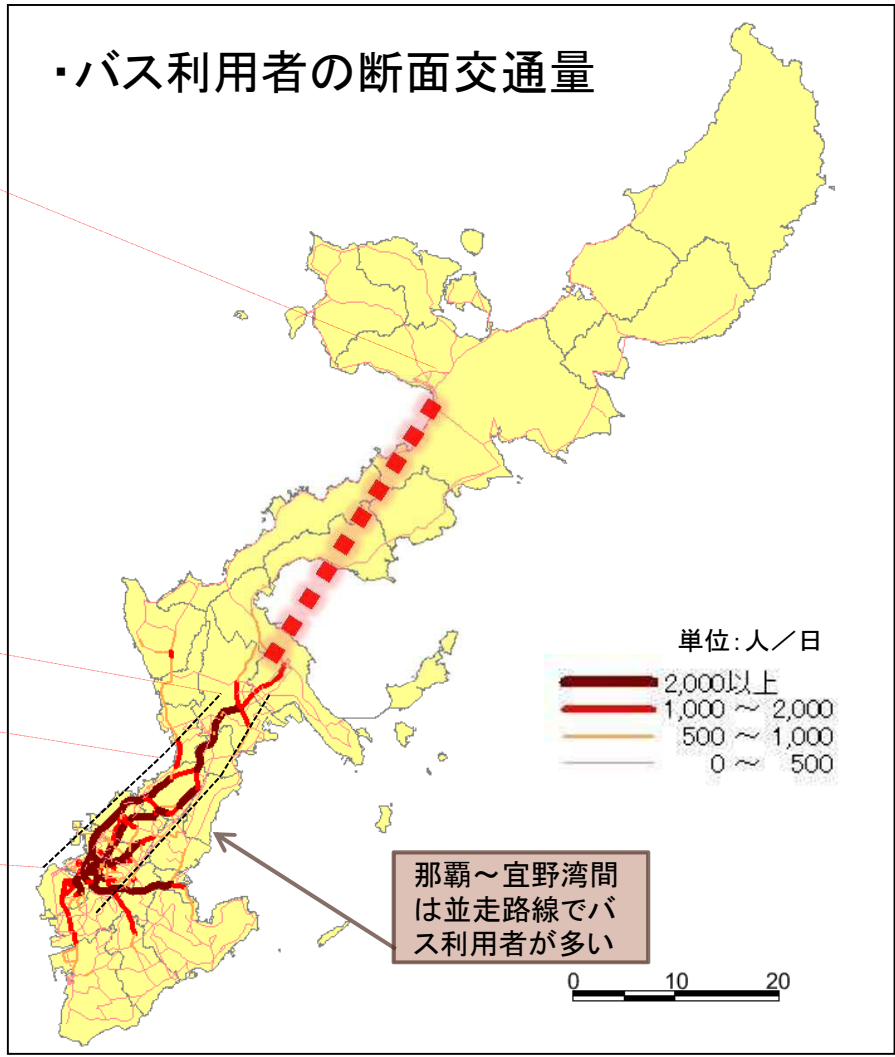 ・バス利用者の断面交通量
単位：人／日
2,000以上
1,000 ～ 2,000
500 ～ 1,000
0 ～ 500
那覇～宜野湾間
は並走路線でバ
ス利用者が多い
0 10 20